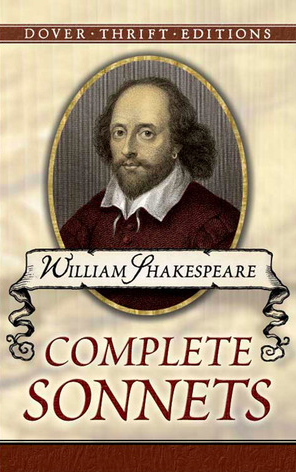 DOVER · THRIFT · EDITIONS
WILLIAM SHAKESPEARE
COMPLETE
SONNETS